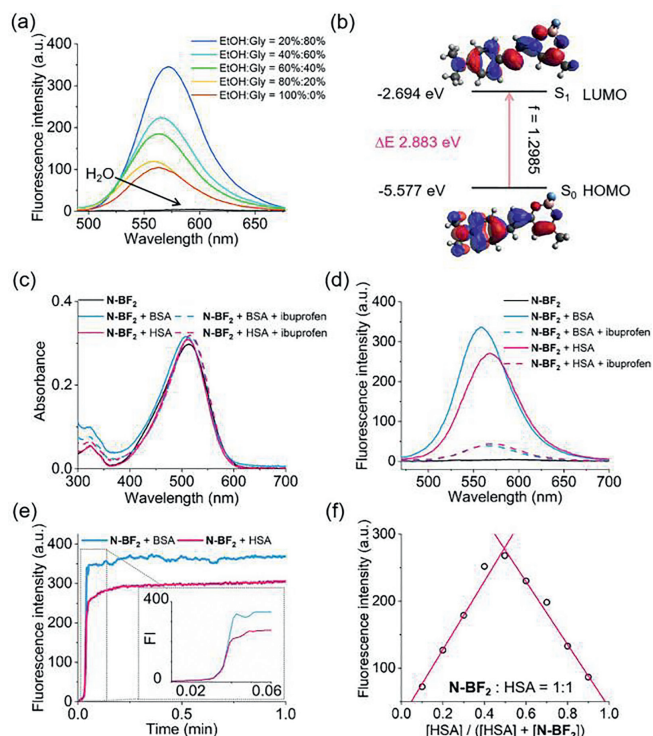 (a)
EtOH:Gly = 20%:80%
EtOH:Gly = 40%:60%
EtOH:Gly = 60%:40%
EtOH:Gly = 80%:20%
EtOH:Gly = 100%:0%
400
350
300
250
200
150
100
50
0
H₂O
500 550 600 650
Wavelength (nm)
Fluorescence intensity (a.u.)
(b)
-2.694 eV
S₁ LUMO
ΔE 2.883 eV
f = 1.2985
-5.577 eV
S₀ HOMO
(c)
N-BF₂
N-BF₂ + BSA
N-BF₂ + BSA + ibuprofen
N-BF₂ + HSA
N-BF₂ + HSA + ibuprofen
0.4
0.2
0.0
300 400 500 600 700
Wavelength (nm)
Absorbance
(d)
N-BF₂
N-BF₂ + BSA
N-BF₂ + BSA + ibuprofen
N-BF₂ + HSA
N-BF₂ + HSA + ibuprofen
400
300
200
100
0
500 550 600 650 700
Wavelength (nm)
Fluorescence intensity (a.u.)
(e)
N-BF₂ + BSA
N-BF₂ + HSA
400
300
200
100
0
400
0
FI
0.02 0.06
0.0 0.5 1.0
Time (min)
Fluorescence intensity (a.u.)
(f)
300
200
100
N-BF₂ : HSA = 1:1
0.0 0.2 0.4 0.6 0.8 1.0
[HSA] / ([HSA] + [N-BF₂])
Fluorescence intensity (a.u.)